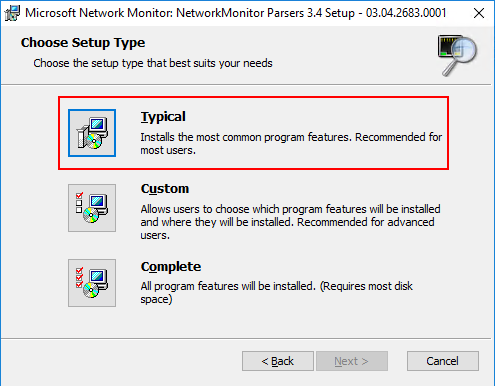 Microsoft Network Monitor: NetworkMonitor Parsers 3.4 Setup - 03.04.2683.0001
Choose Setup Type
Choose the setup type that best suits your needs
Typical
Installs the most common program features. Recommended for
most users.
Custom
Allows users to choose which program features will be installed
and where they will be installed. Recommended for advanced
users.
Complete
All program features will be installed. (Requires most disk
space)
< Back
Next >
Cancel